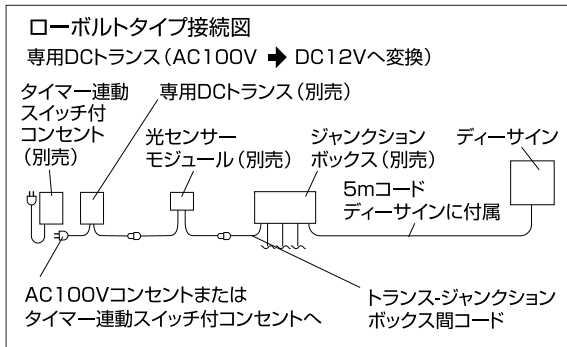 ローボルトタイプ接続図
専用DCトランス（AC100V ➡ DC12Vへ変換）
タイマー連動
スイッチ付
コンセント
（別売）
専用DCトランス（別売）
光センサー
モジュール（別売）
ジャンクション
ボックス（別売）
ディーサイン
5mコード
ディーサインに付属
AC100Vコンセントまたは
タイマー連動スイッチ付コンセントへ
トランス-ジャンクション
ボックス間コード